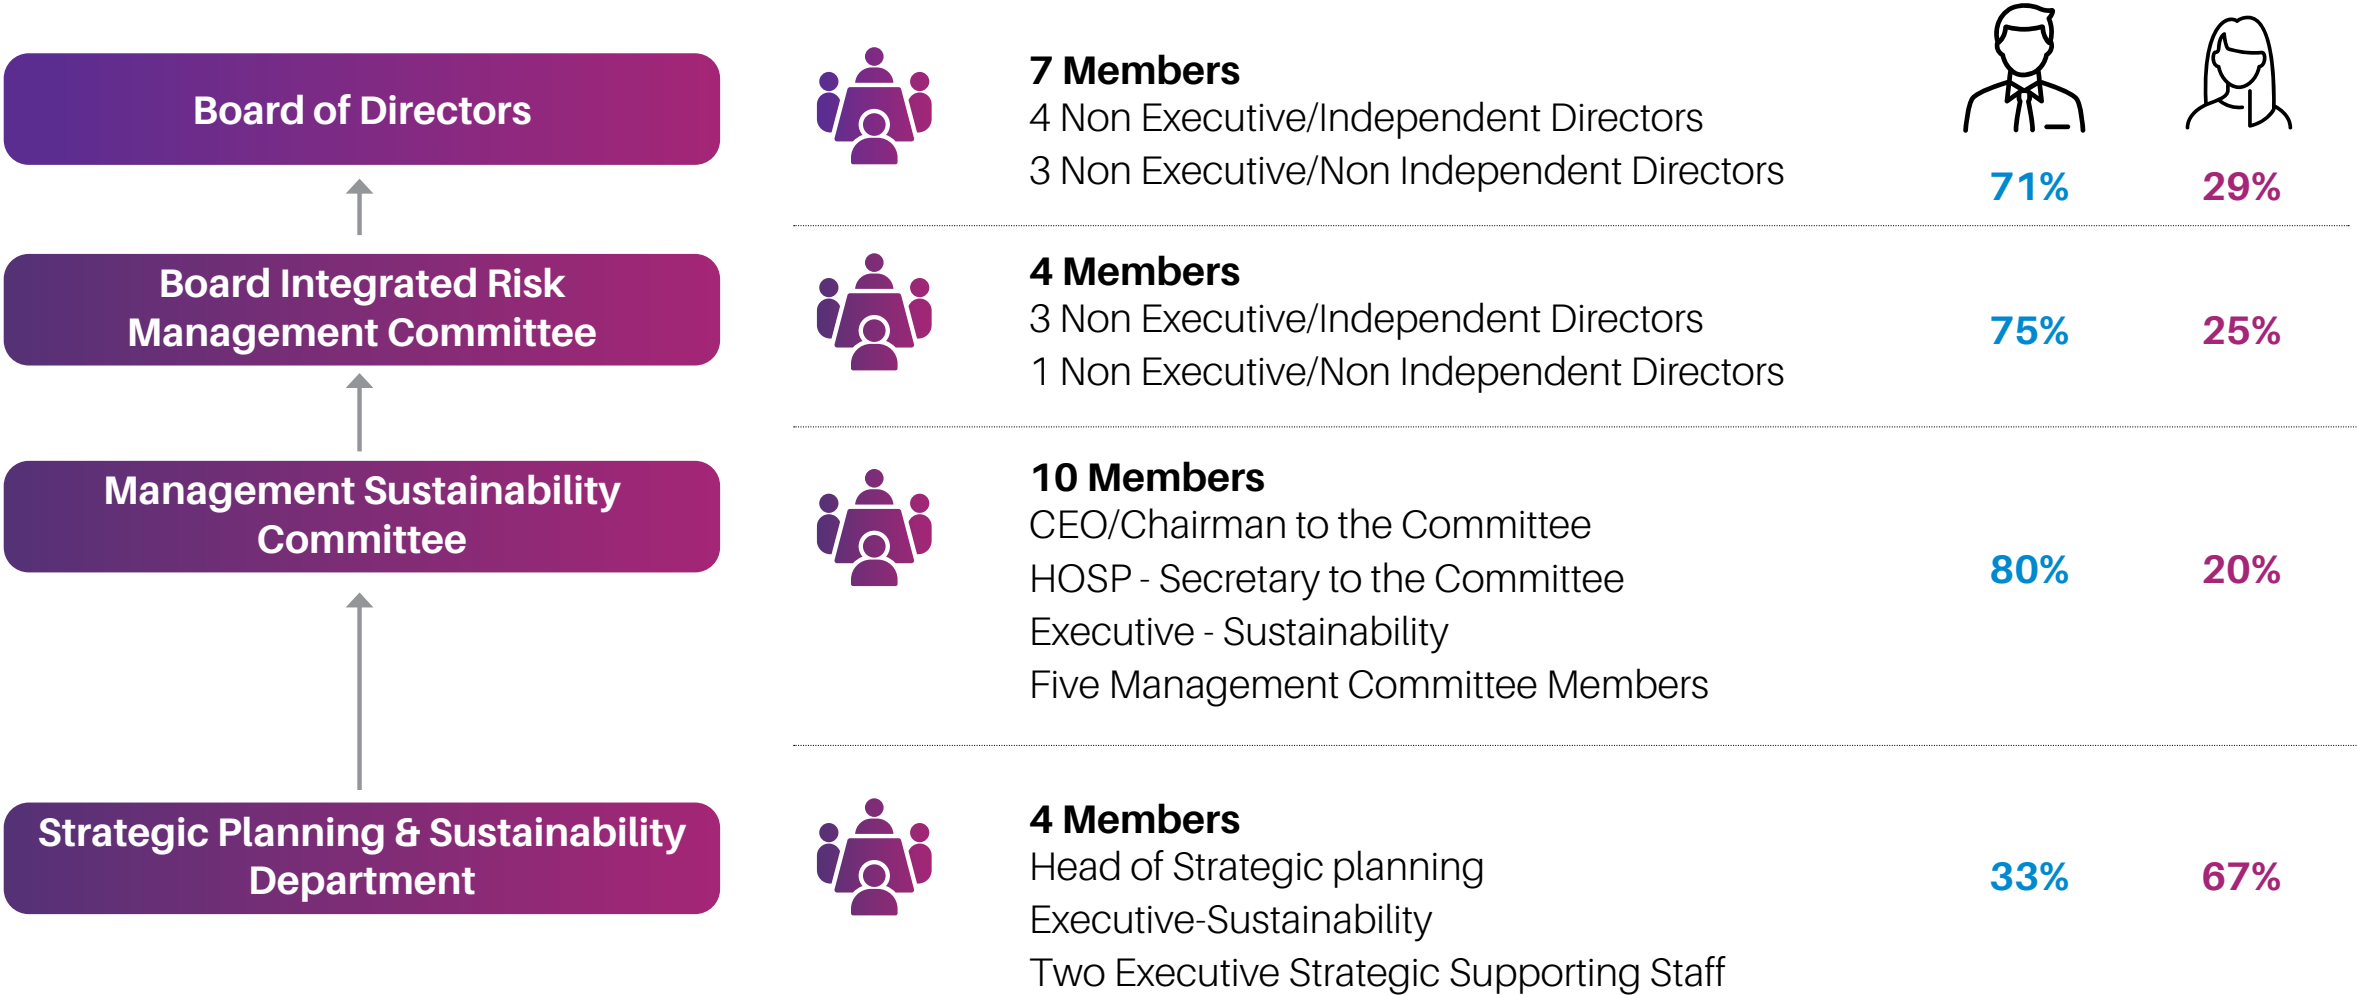 Board of Directors
7 Members
4 Non Executive/Independent Directors
3 Non Executive/Non Independent Directors
71%
29%
Board Integrated Risk
Management Committee
4 Members
3 Non Executive/Independent Directors
1 Non Executive/Non Independent Directors
75%
25%
Management Sustainability
Committee
10 Members
CEO/Chairman to the Committee
HOSP - Secretary to the Committee
Executive - Sustainability
Five Management Committee Members
80%
20%
Strategic Planning & Sustainability
Department
4 Members
Head of Strategic planning
Executive-Sustainability
Two Executive Strategic Supporting Staff
33%
67%